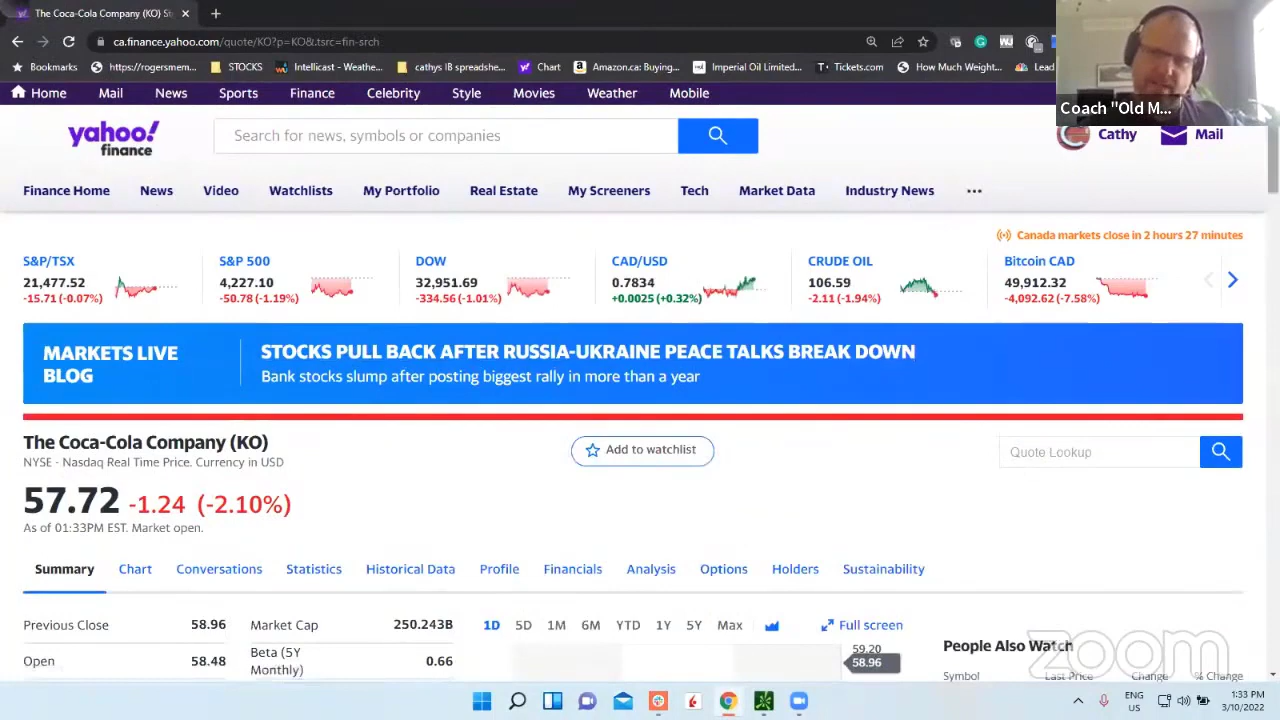 The Coca-Cola Company (KO) St
ca.finance.yahoo.com/quote/KO?p=KO&.tsrc=fin-srch
Bookmarks https://rogersmem... STOCKS Intellicast - Weathe... cathys IB spreadshe... Chart Amazon.ca: Buying,... Imperial Oil Limited,... Tickets.com How Much Weight... Lead
Home Mail News Sports Finance Celebrity Style Movies Weather Mobile
Coach "Old M...
yahoo!
finance
Search for news, symbols or companies
Cathy Mail
Finance Home News Video Watchlists My Portfolio Real Estate My Screeners Tech Market Data Industry News ...
Canada markets close in 2 hours 27 minutes
S&P/TSX S&P 500 DOW CAD/USD CRUDE OIL Bitcoin CAD
21,477.52 4,227.10 32,951.69 0.7834 106.59 49,912.32
-15.71 (-0.07%) -50.78 (-1.19%) -334.56 (-1.01%) +0.0025 (+0.32%) -2.11 (-1.94%) -4,092.62 (-7.58%)
MARKETS LIVE
BLOG
STOCKS PULL BACK AFTER RUSSIA-UKRAINE PEACE TALKS BREAK DOWN
Bank stocks slump after posting biggest rally in more than a year
The Coca-Cola Company (KO)
NYSE - Nasdaq Real Time Price. Currency in USD
Add to watchlist
Quote Lookup
57.72 -1.24 (-2.10%)
As of 01:33PM EST. Market open.
Summary Chart Conversations Statistics Historical Data Profile Financials Analysis Options Holders Sustainability
Previous Close 58.96
Open 58.48
Market Cap 250.243B
Beta (5Y
Monthly) 0.66
1D 5D 1M 6M YTD 1Y 5Y Max Full screen
59.20
58.96
People Also Watch
Symbol Last Price Change % Change
zoom
ENG
US
1:33 PM
3/10/2022